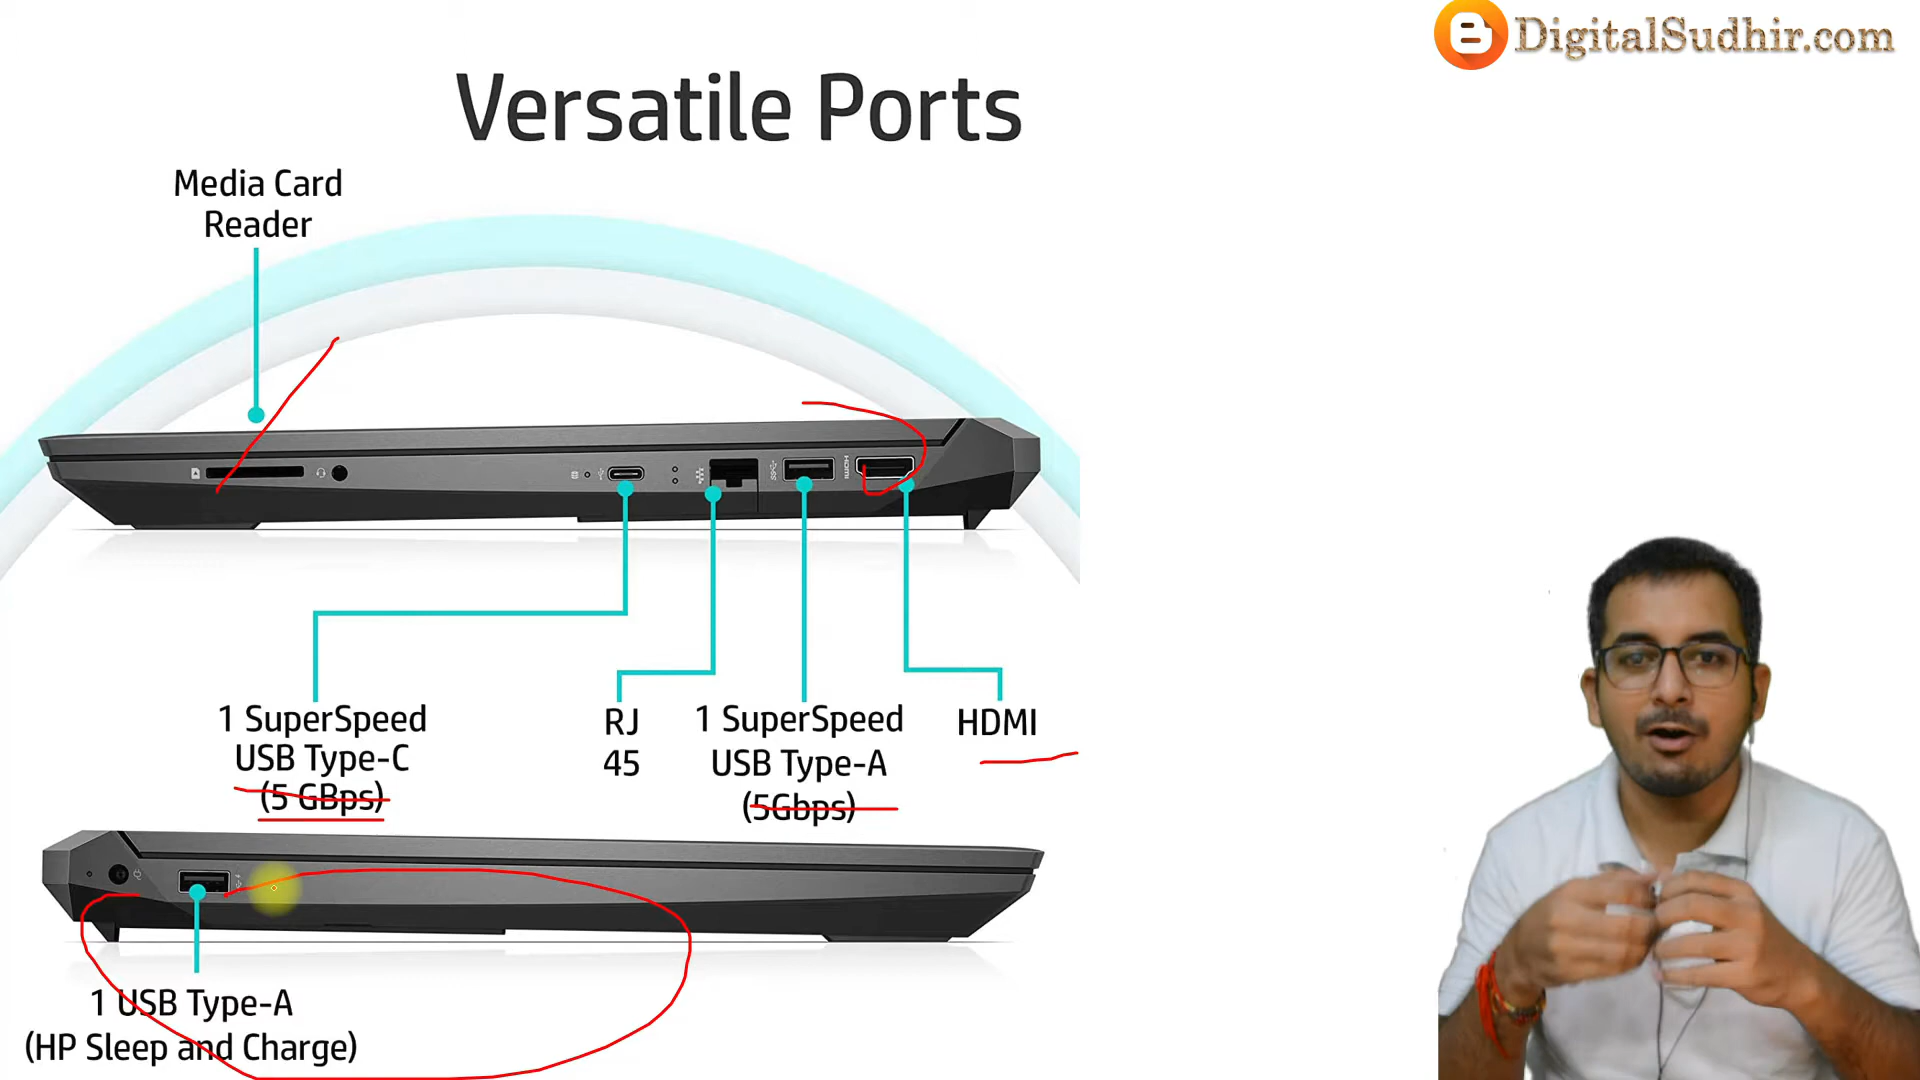 DigitalSudhir.com
Versatile Ports
Media Card
Reader
HDMI
1 SuperSpeed
USB Type-C
(5 GBps)
RJ
45
1 SuperSpeed
USB Type-A
(5Gbps)
HDMI
1 USB Type-A
(HP Sleep and Charge)